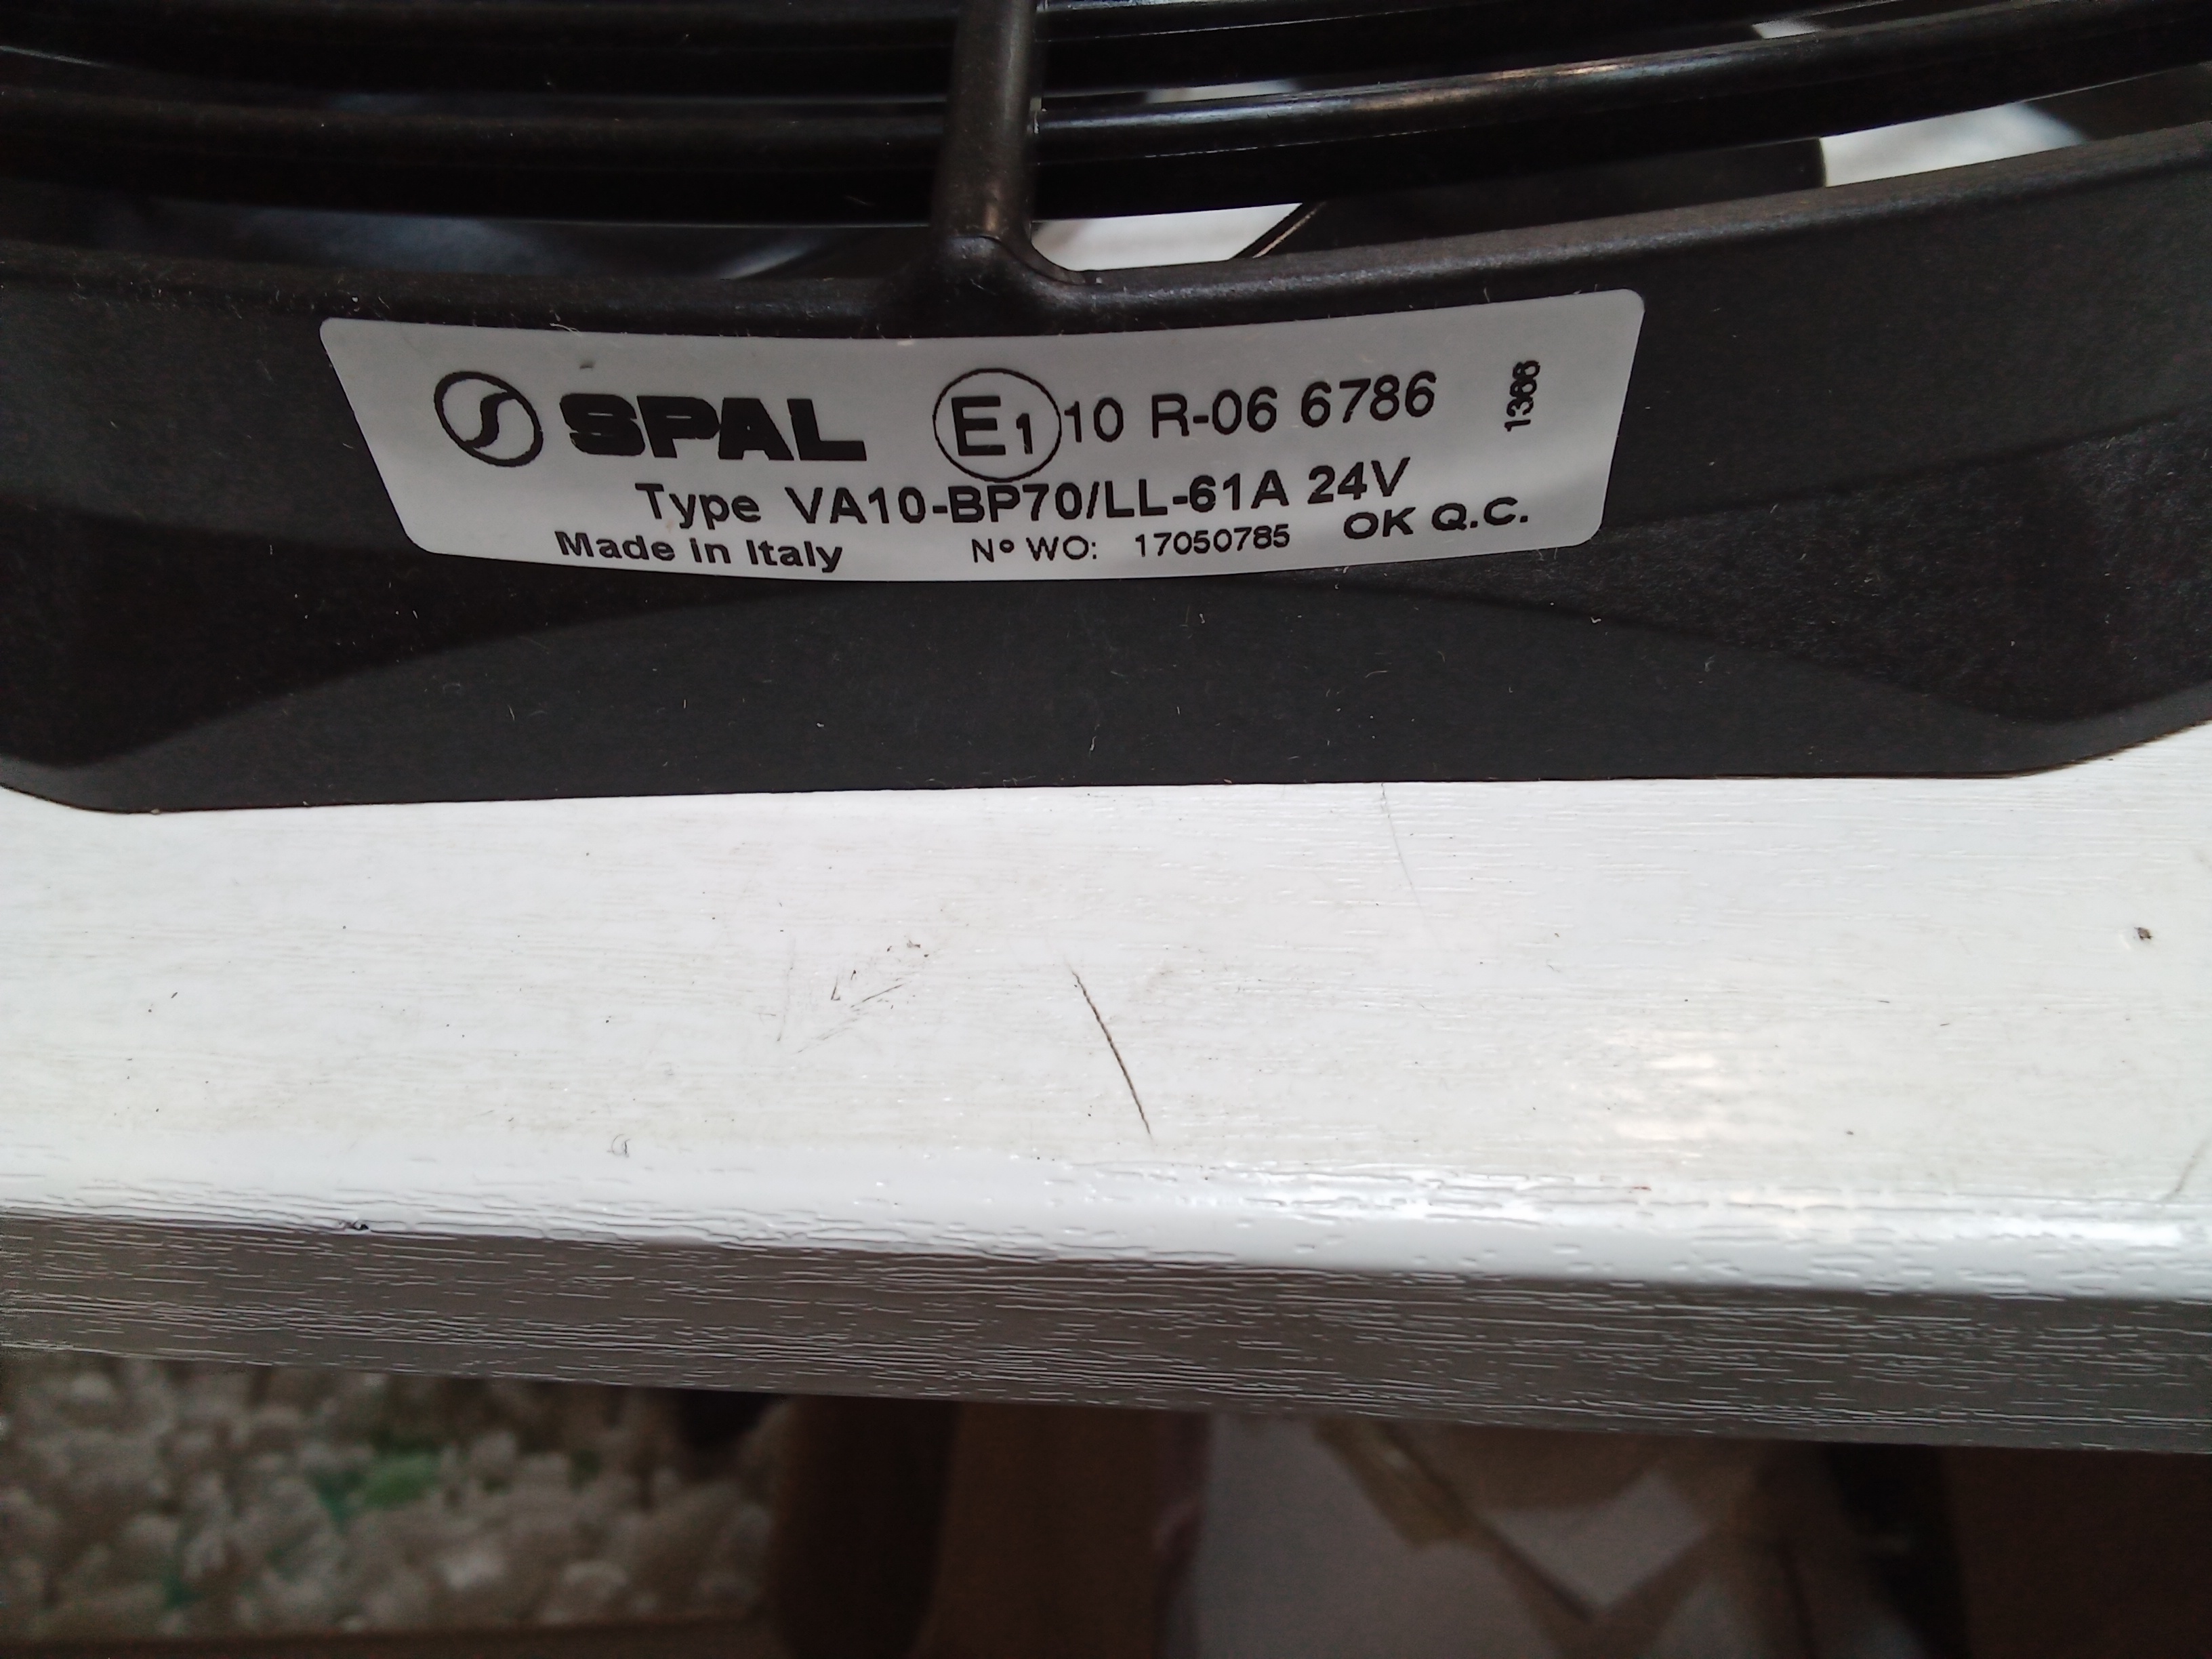 SPAL E1 10 R-06 6786
1366
Type VA10-BP70/LL-61A 24V
Made in Italy Nº WO: 17050785 OK Q.C.